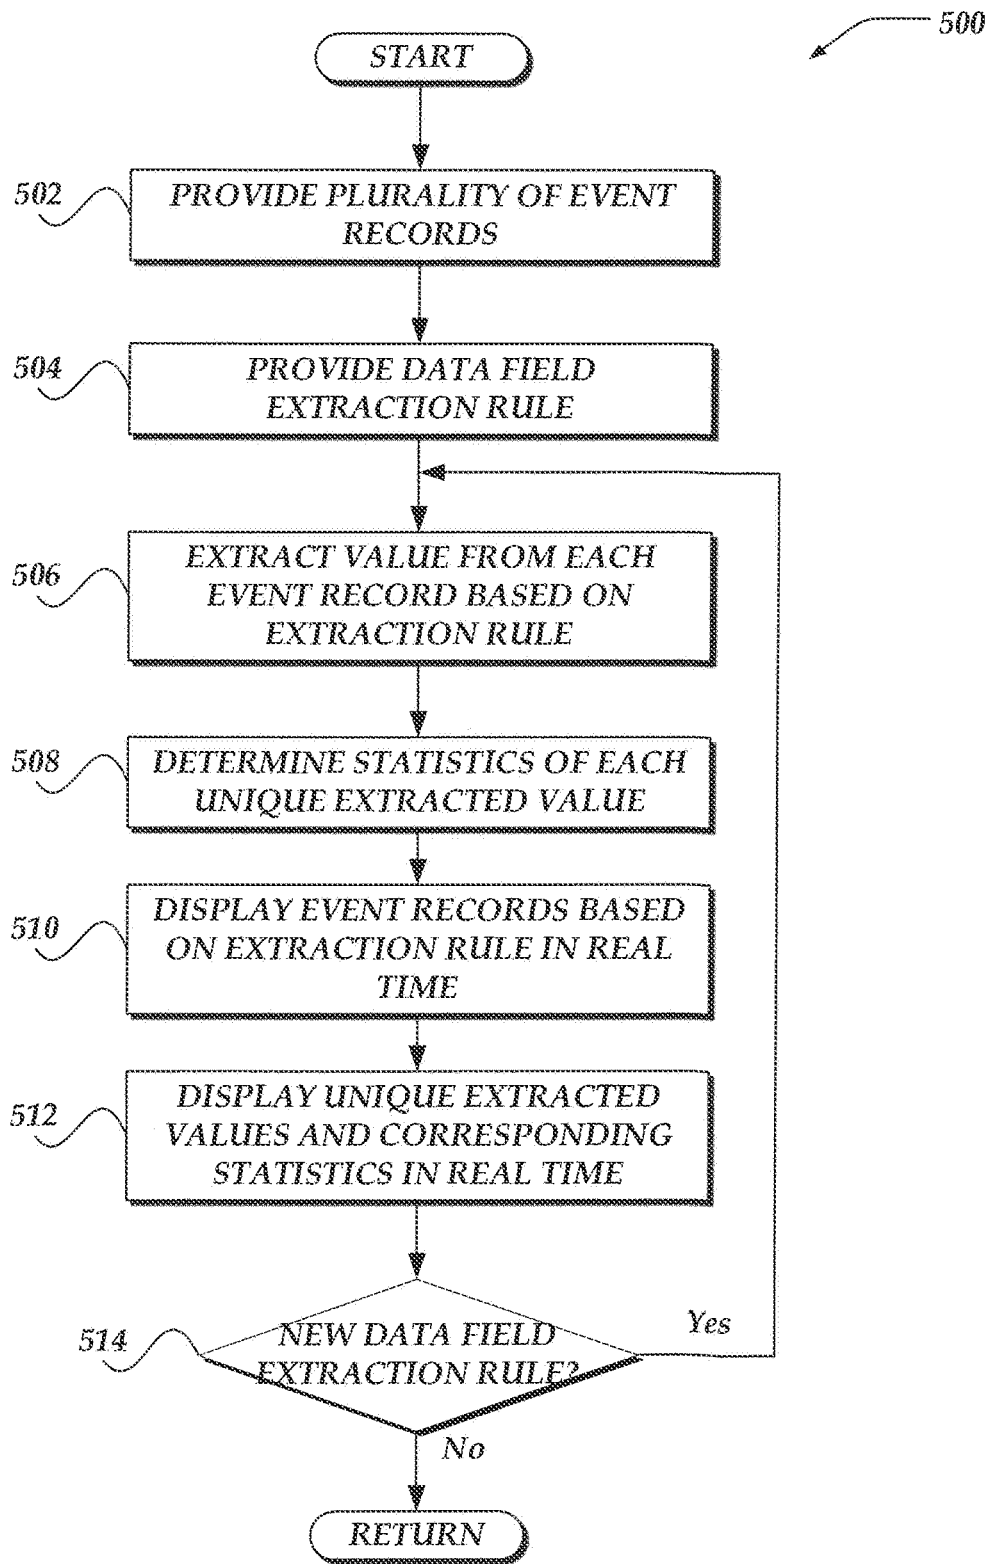 500
START
502
PROVIDE PLURALITY OF EVENT
RECORDS
504
PROVIDE DATA FIELD
EXTRACTION RULE
506
EXTRACT VALUE FROM EACH
EVENT RECORD BASED ON
EXTRACTION RULE
508
DETERMINE STATISTICS OF EACH
UNIQUE EXTRACTED VALUE
510
DISPLAY EVENT RECORDS BASED
ON EXTRACTION RULE IN REAL
TIME
512
DISPLAY UNIQUE EXTRACTED
VALUES AND CORRESPONDING
STATISTICS IN REAL TIME
514
NEW DATA FIELD
EXTRACTION RULE?
Yes
No
RETURN